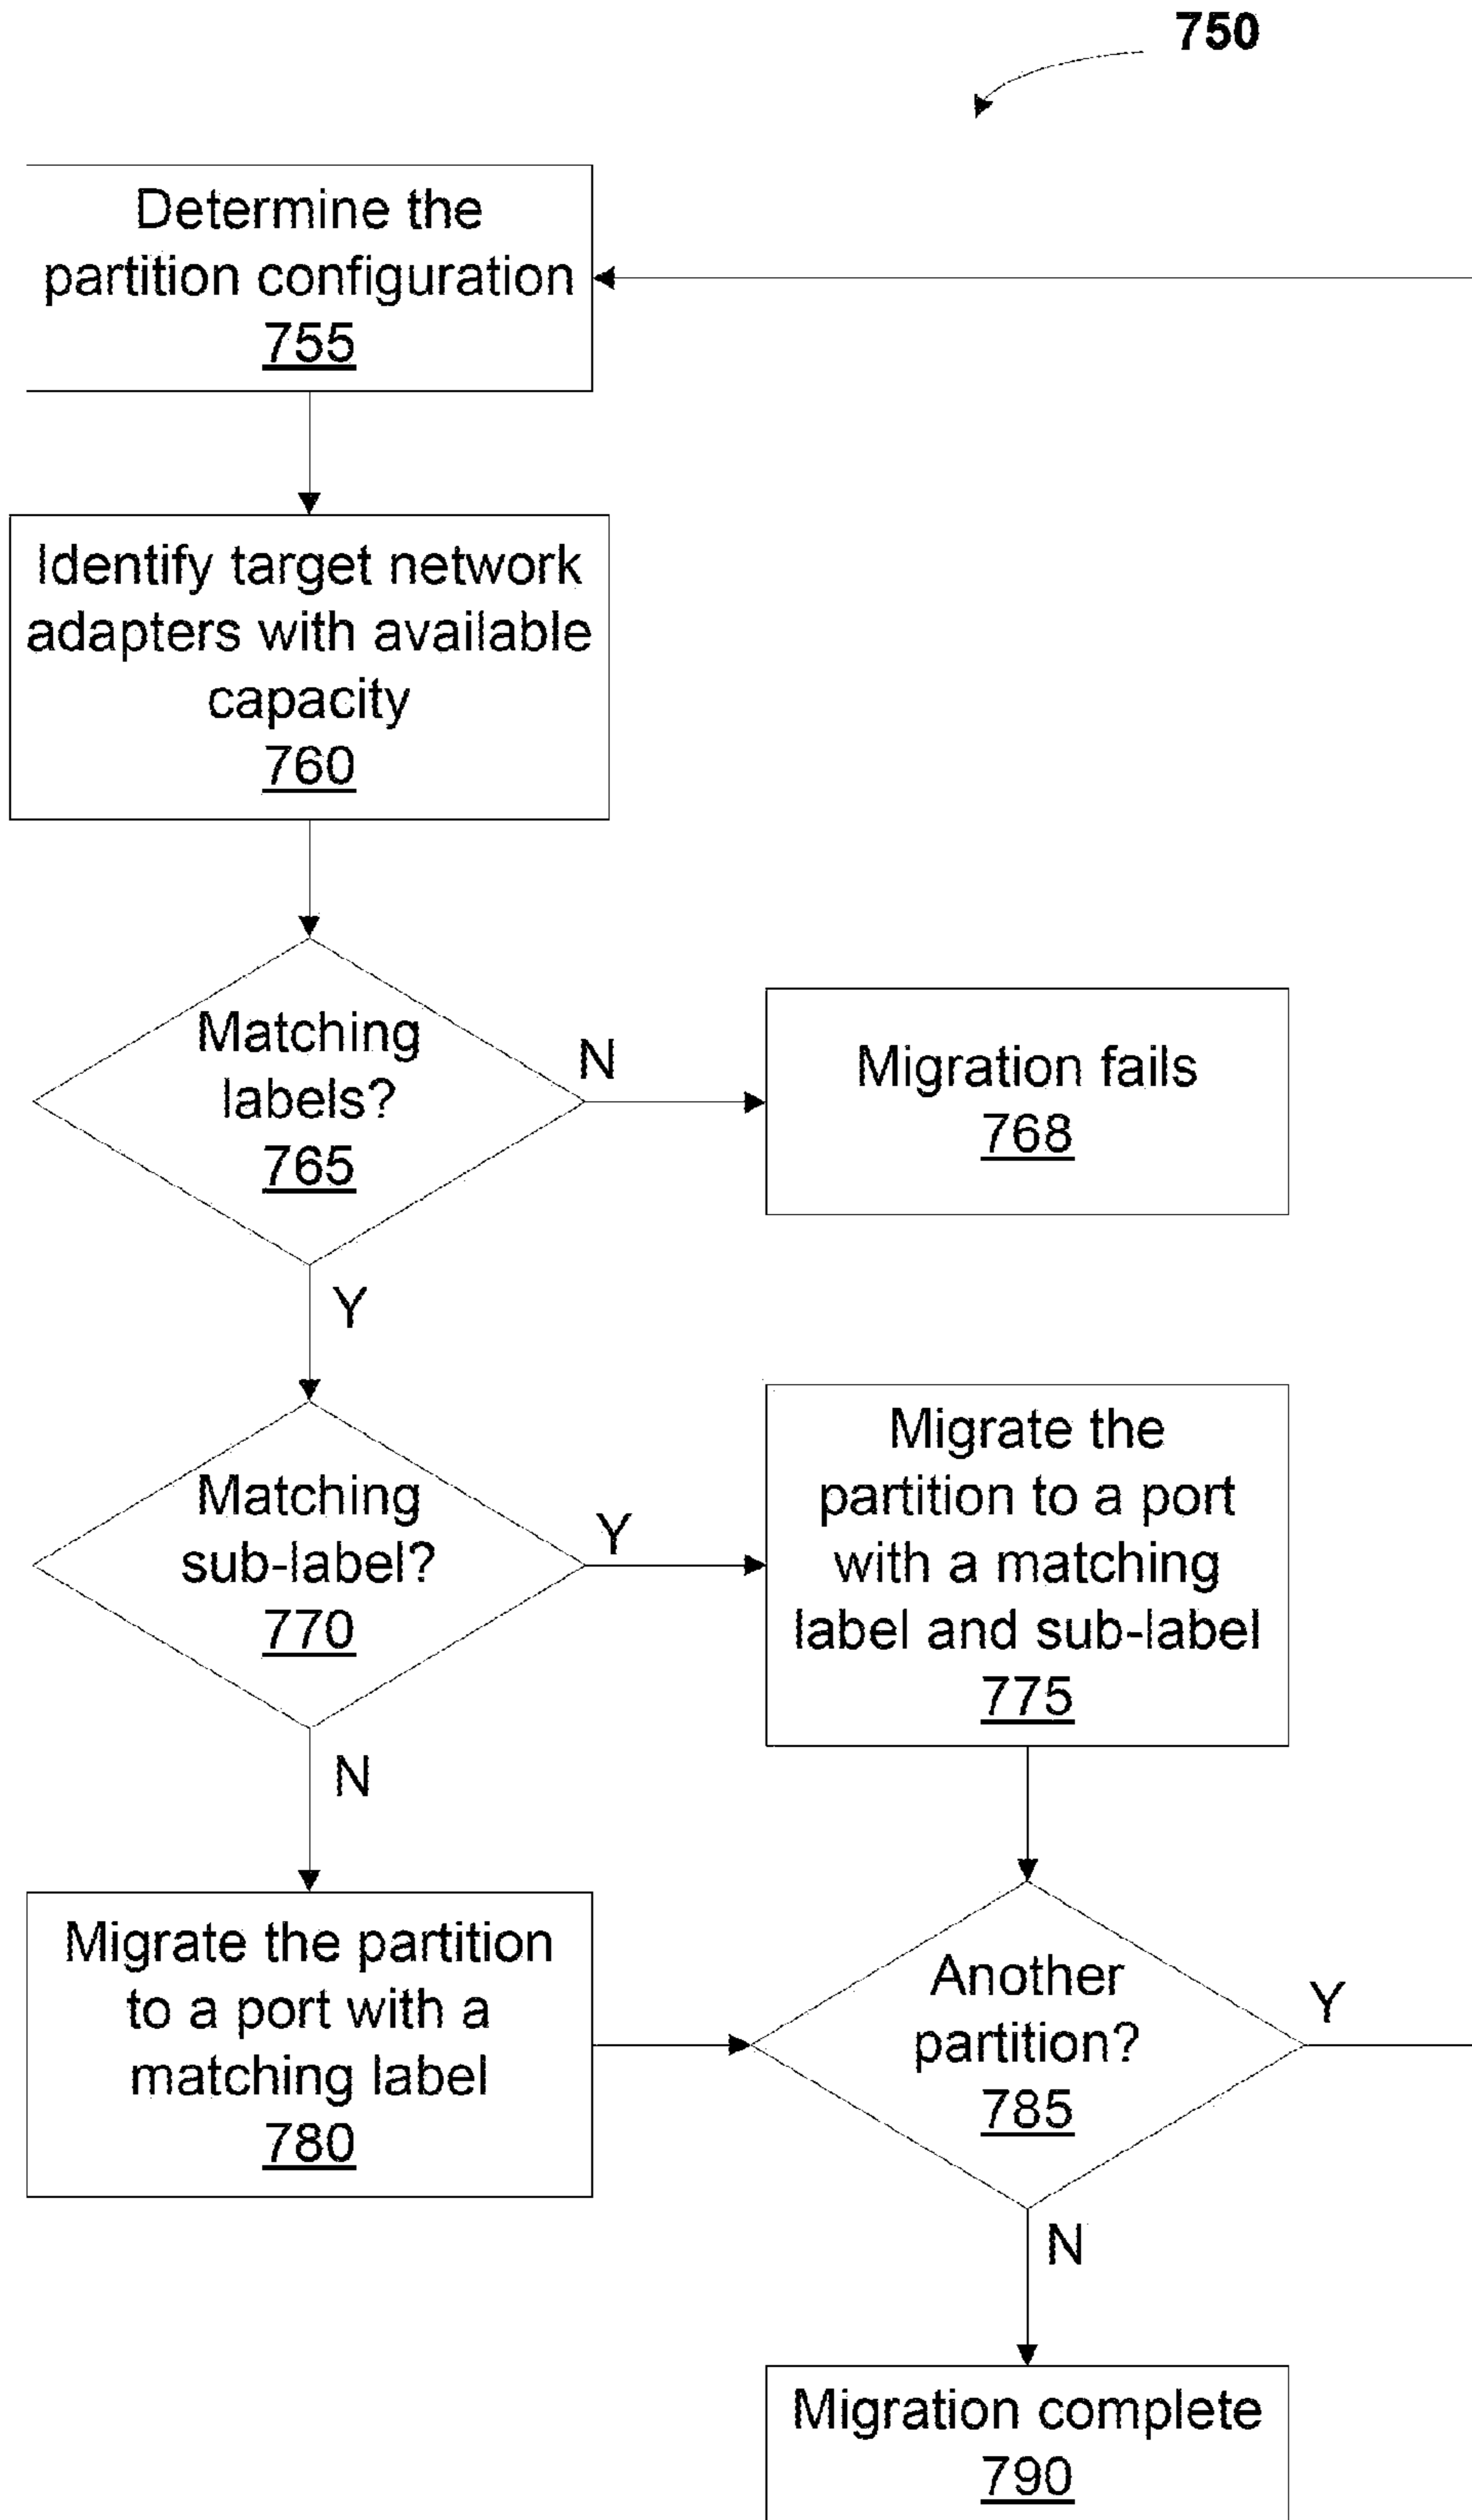 750
Determine the
partition configuration
755
Identify target network
adapters with available
capacity
760
Matching
labels?
765
N
Migration fails
768
Y
Matching
sub-label?
770
Y
Migrate the
partition to a port
with a matching
label and sub-label
775
N
Migrate the partition
to a port with a
matching label
780
Another
partition?
785
Y
N
Migration complete
790